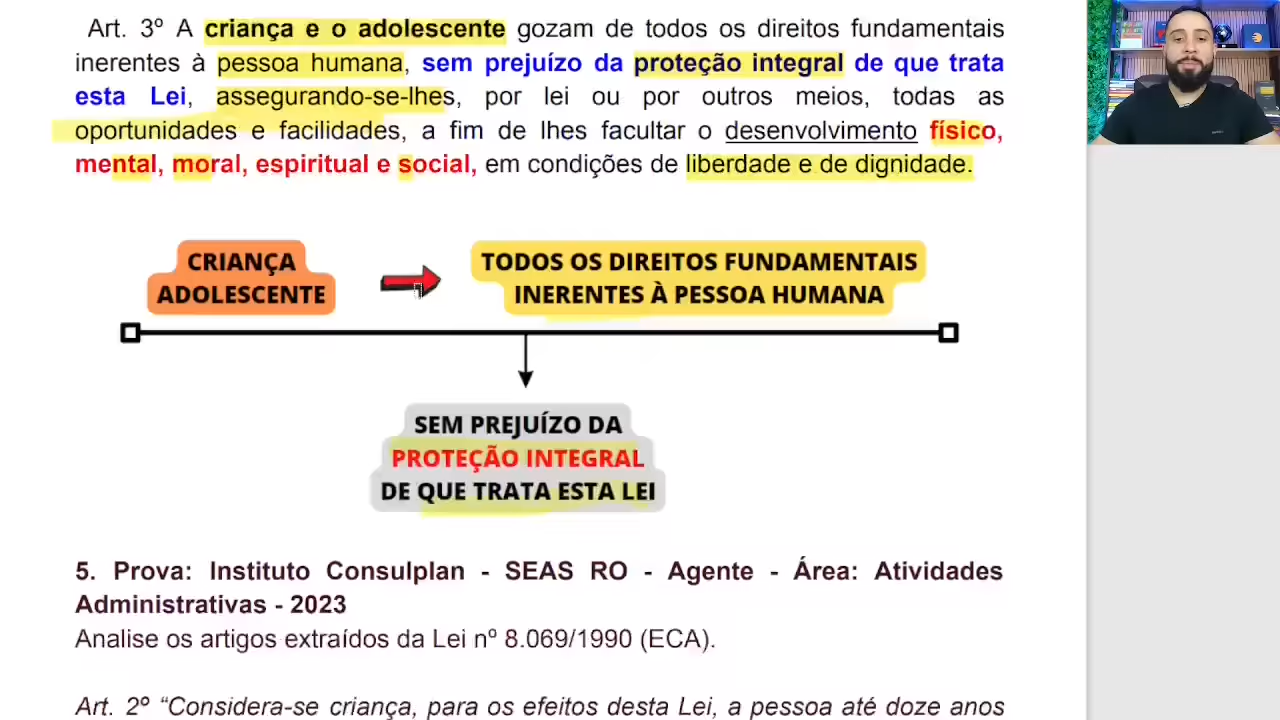 Art. 3º A criança e o adolescente gozam de todos os direitos fundamentais
inerentes à pessoa humana, sem prejuízo da proteção integral de que trata
esta Lei, assegurando-se-lhes, por lei ou por outros meios, todas as
oportunidades e facilidades, a fim de lhes facultar o desenvolvimento físico,
mental, moral, espiritual e social, em condições de liberdade e de dignidade.
CRIANÇA
ADOLESCENTE
TODOS OS DIREITOS FUNDAMENTAIS
INERENTES À PESSOA HUMANA
SEM PREJUÍZO DA
PROTEÇÃO INTEGRAL
DE QUE TRATA ESTA LEI
5. Prova: Instituto Consulplan - SEAS RO - Agente - Área: Atividades
Administrativas - 2023
Analise os artigos extraídos da Lei nº 8.069/1990 (ECA).
Art. 2º “Considera-se criança, para os efeitos desta Lei, a pessoa até doze anos